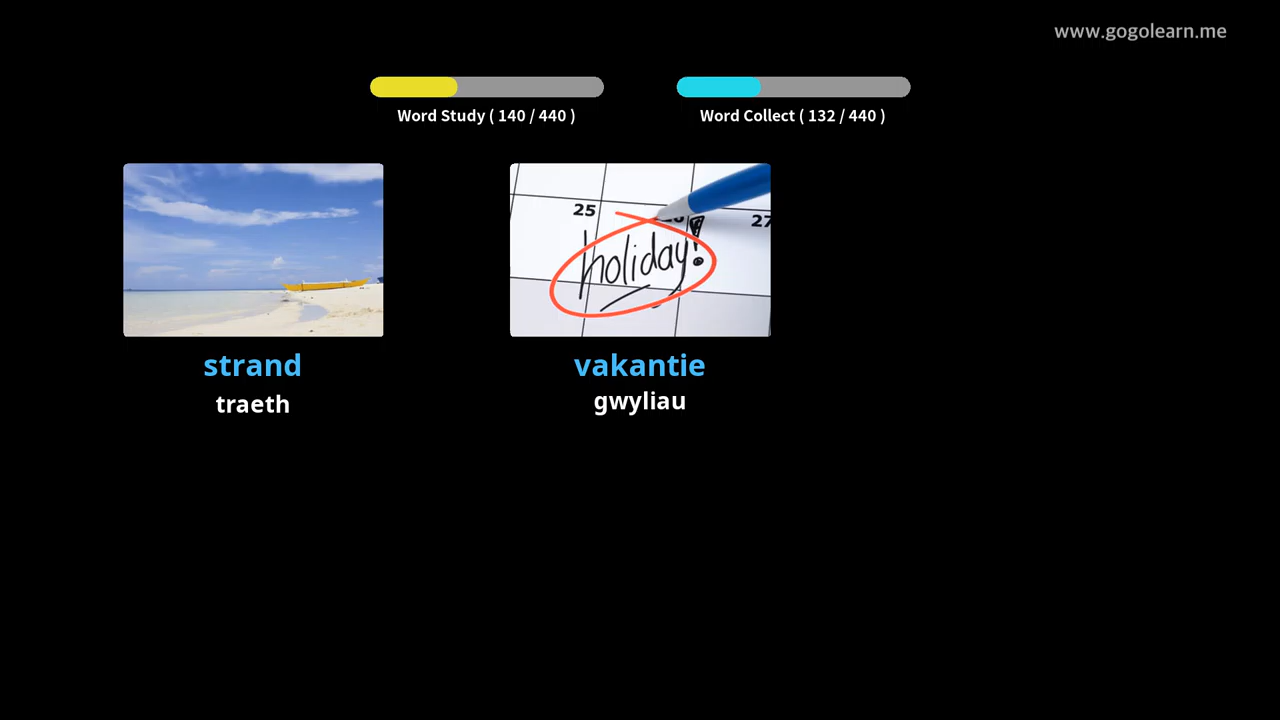 www.gogolearn.me
Word Study ( 140 / 440 )
Word Collect ( 132 / 440 )
25
27
holiday!
strand
vakantie
traeth
gwyliau